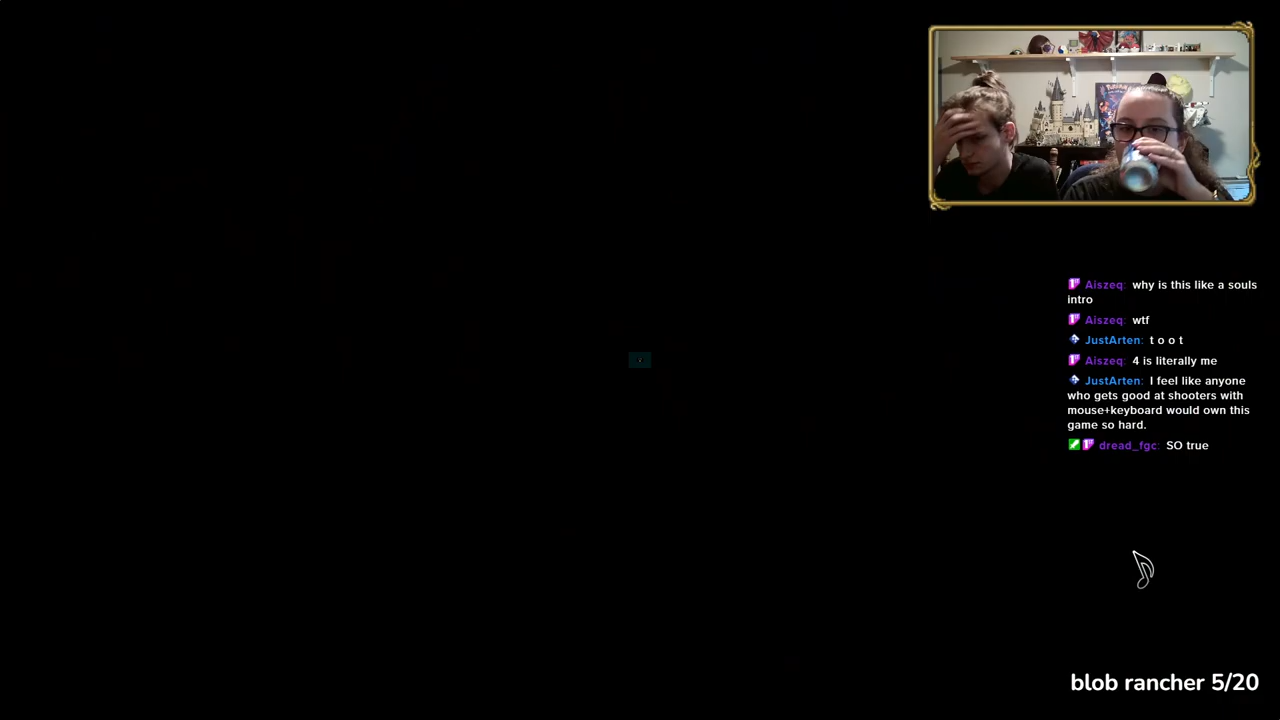 Aiszeq: why is this like a souls
intro
Aiszeq: wtf
JustArten: t o o t
Aiszeq: 4 is literally me
JustArten: I feel like anyone
who gets good at shooters with
mouse+keyboard would own this
game so hard.
dread_fgc: SO true
blob rancher 5/20